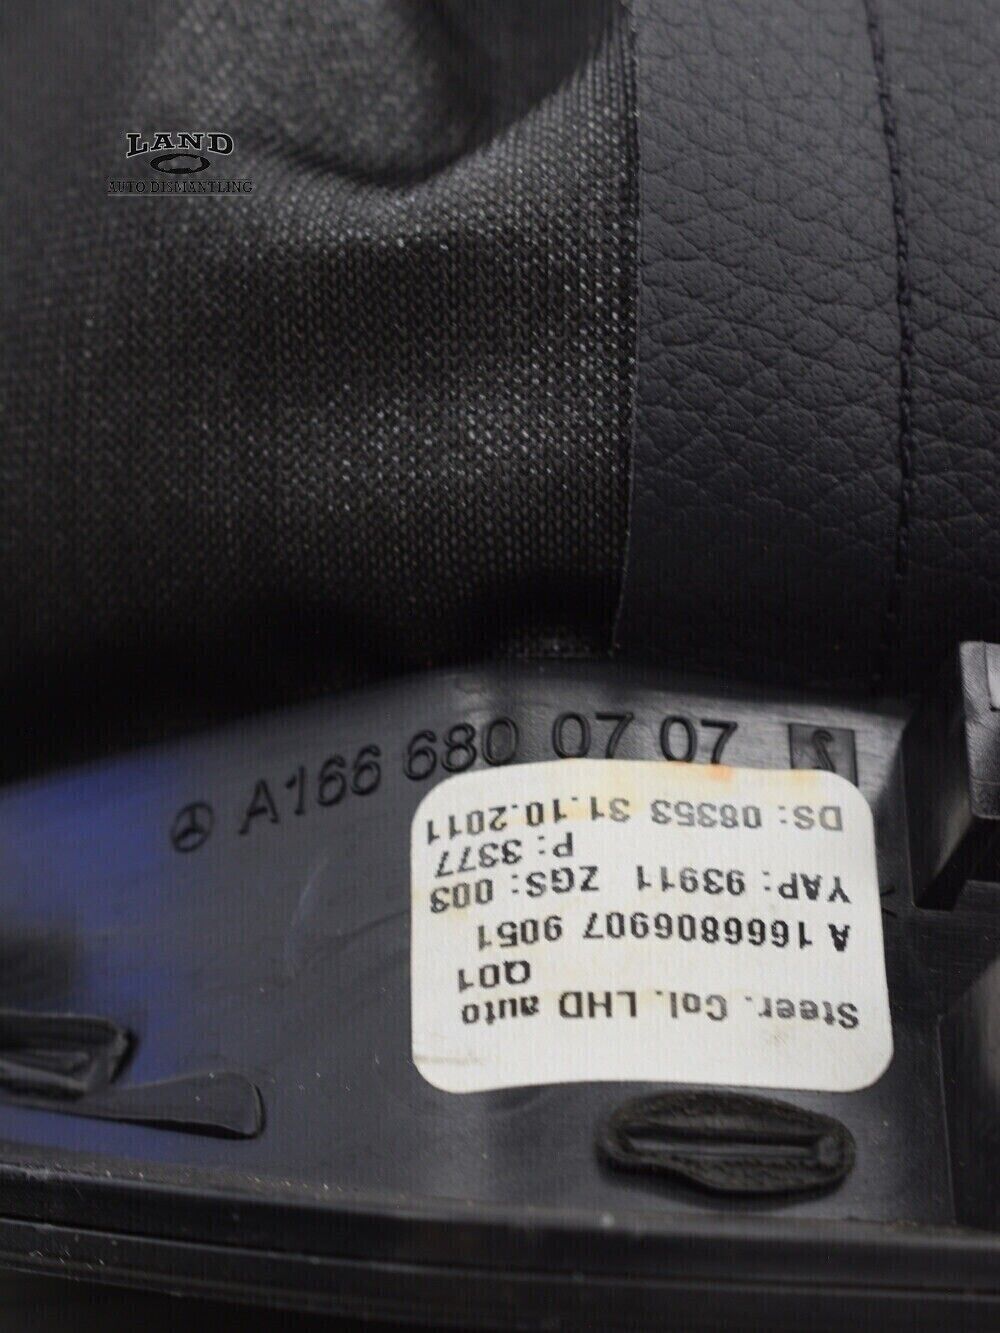 LAND
AUTO DISMANTLING
A166 680 07 07
Steer. Col. LHD auto
Q01
A 1666806907 9051
YAP: 93911 ZGS: 003
P: 3377
DS: 08353 31.10.2011